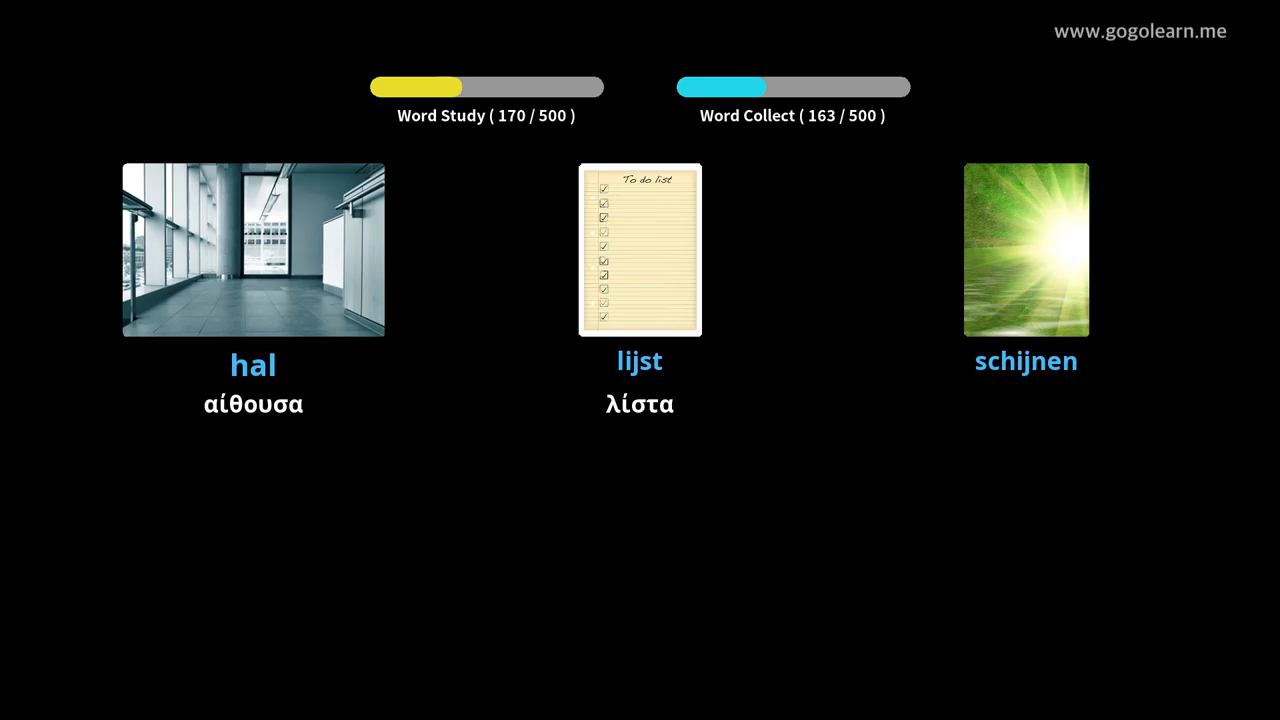 www.gogolearn.me
Word Study ( 170 / 500 )
Word Collect ( 163 / 500 )
To do list
hal
lijst
schijnen
αίθουσα
λίστα